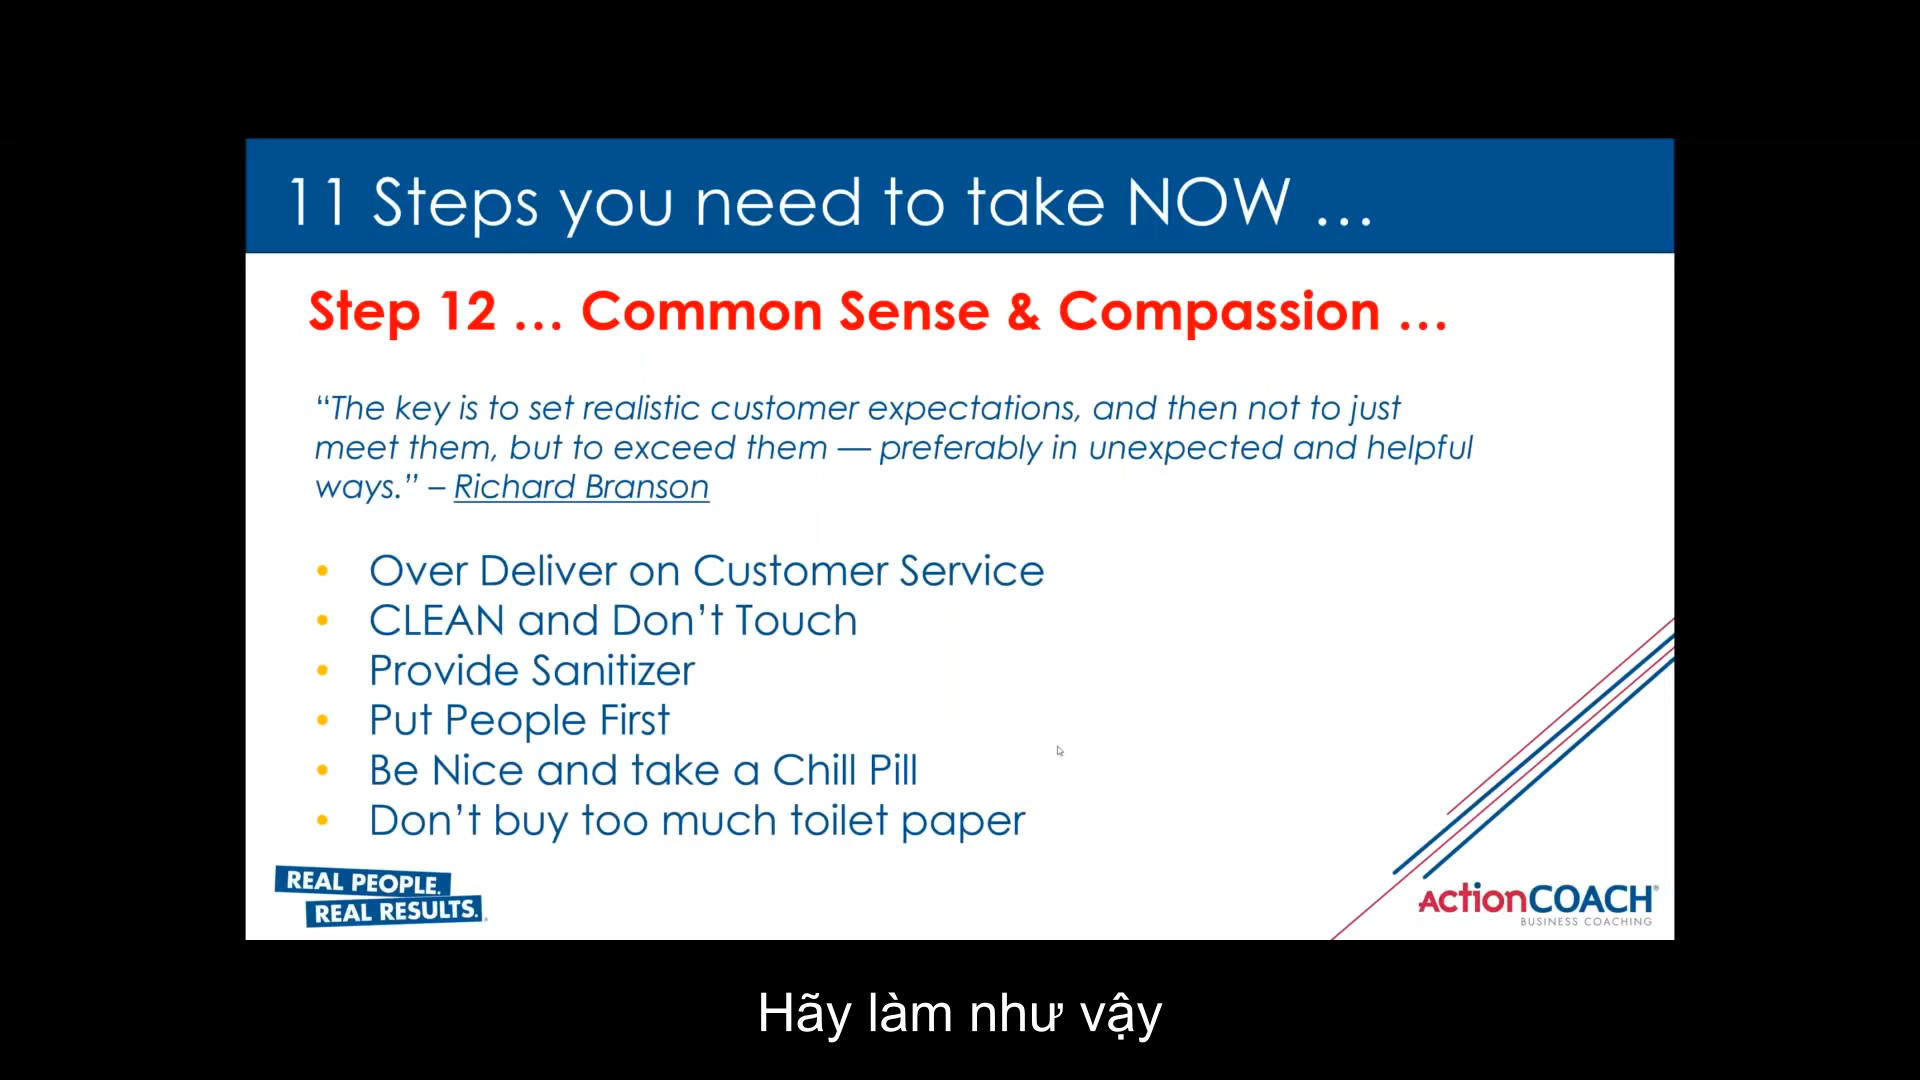 11 Steps you need to take NOW ...
Step 12 ... Common Sense & Compassion ...
“The key is to set realistic customer expectations, and then not to just
meet them, but to exceed them — preferably in unexpected and helpful
ways.” – Richard Branson
• Over Deliver on Customer Service
• CLEAN and Don’t Touch
• Provide Sanitizer
• Put People First
• Be Nice and take a Chill Pill
• Don’t buy too much toilet paper
REAL PEOPLE.
REAL RESULTS.
ActionCOACH®
BUSINESS COACHING
Hãy làm như vậy